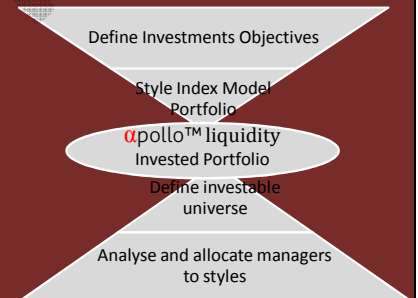 Define Investments Objectives
Style Index Model
Portfolio
αpollo™ liquidity
Invested Portfolio
Define investable
universe
Analyse and allocate managers
to styles